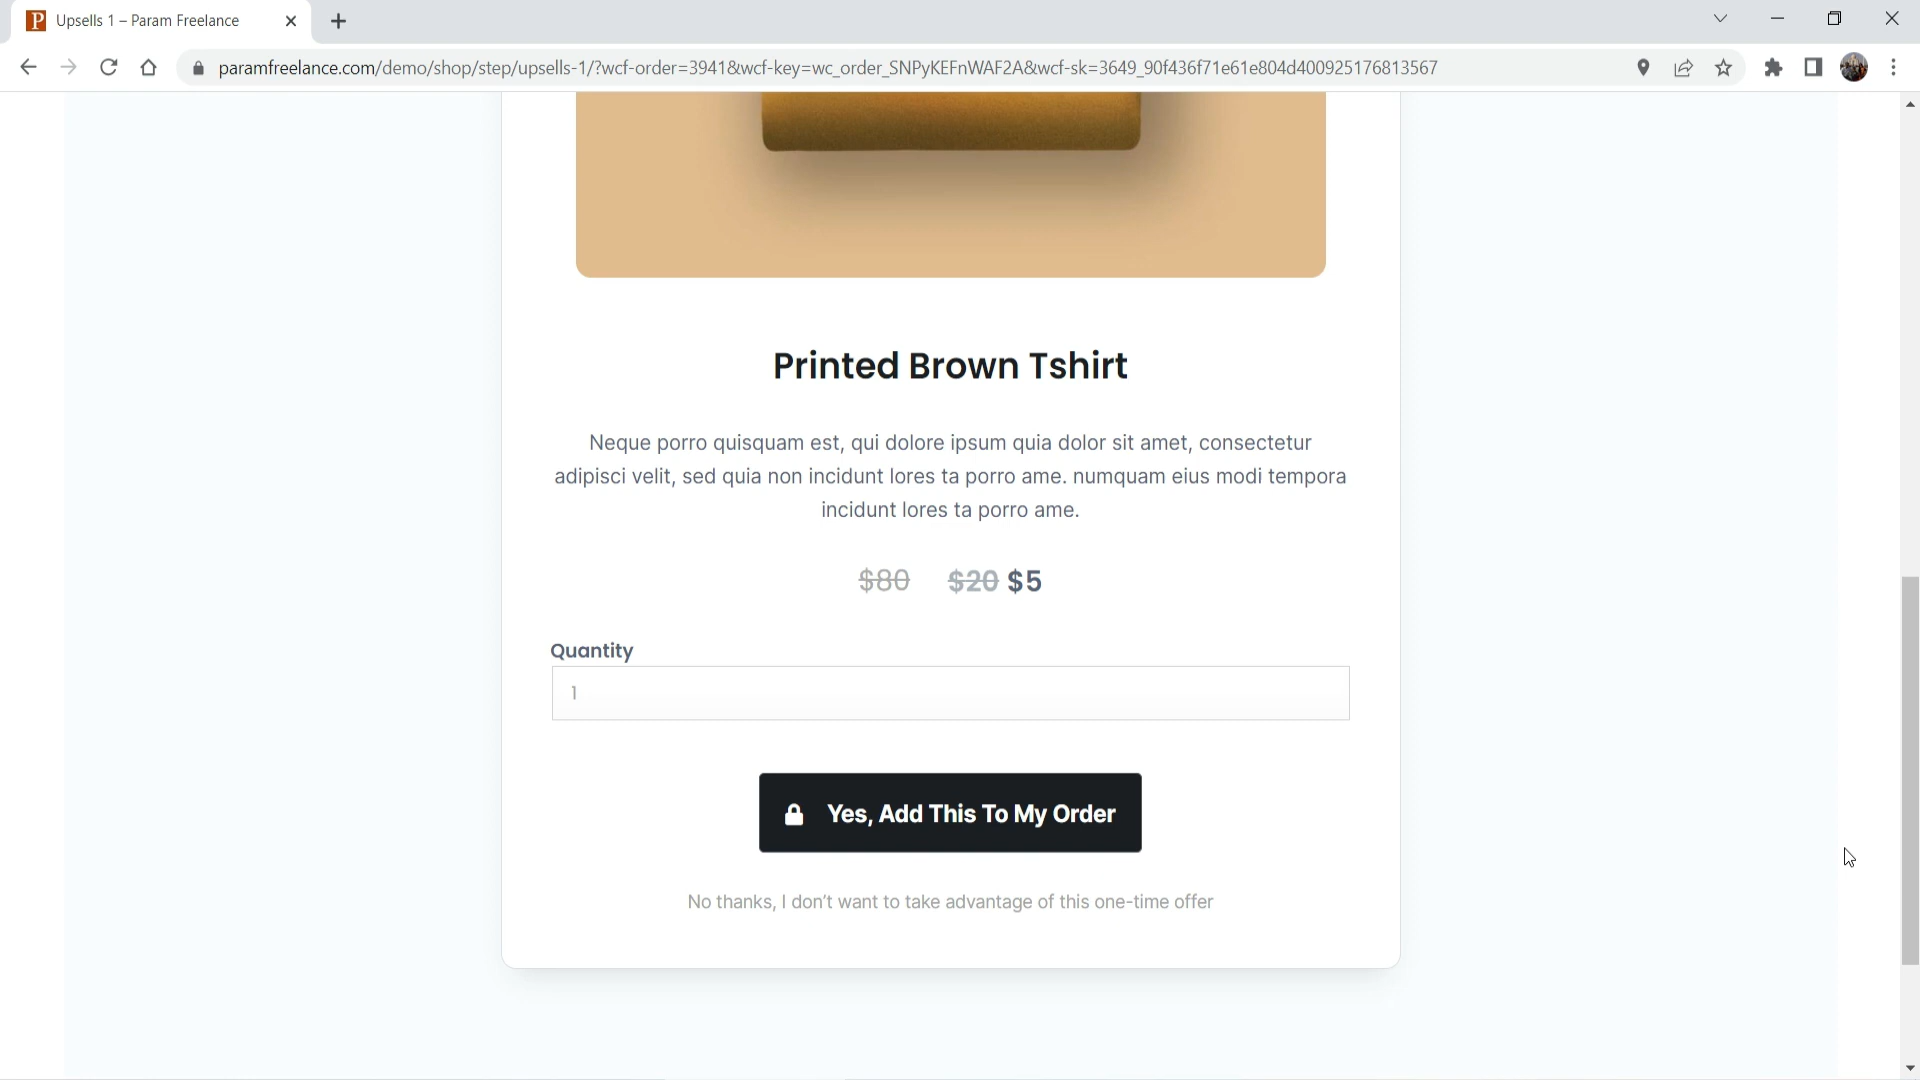 P Upsells 1 – Param Freelance
paramfreelance.com/demo/shop/step/upsells-1/?wcf-order=3941&wcf-key=wc_order_SNPyKEFnWAF2A&wcf-sk=3649_90f436f71e61e804d400925176813567
Printed Brown Tshirt
Neque porro quisquam est, qui dolore ipsum quia dolor sit amet, consectetur
adipisci velit, sed quia non incidunt lores ta porro ame. numquam eius modi tempora
incidunt lores ta porro ame.
$80 $20 $5
Quantity
1
Yes, Add This To My Order
No thanks, I don’t want to take advantage of this one-time offer